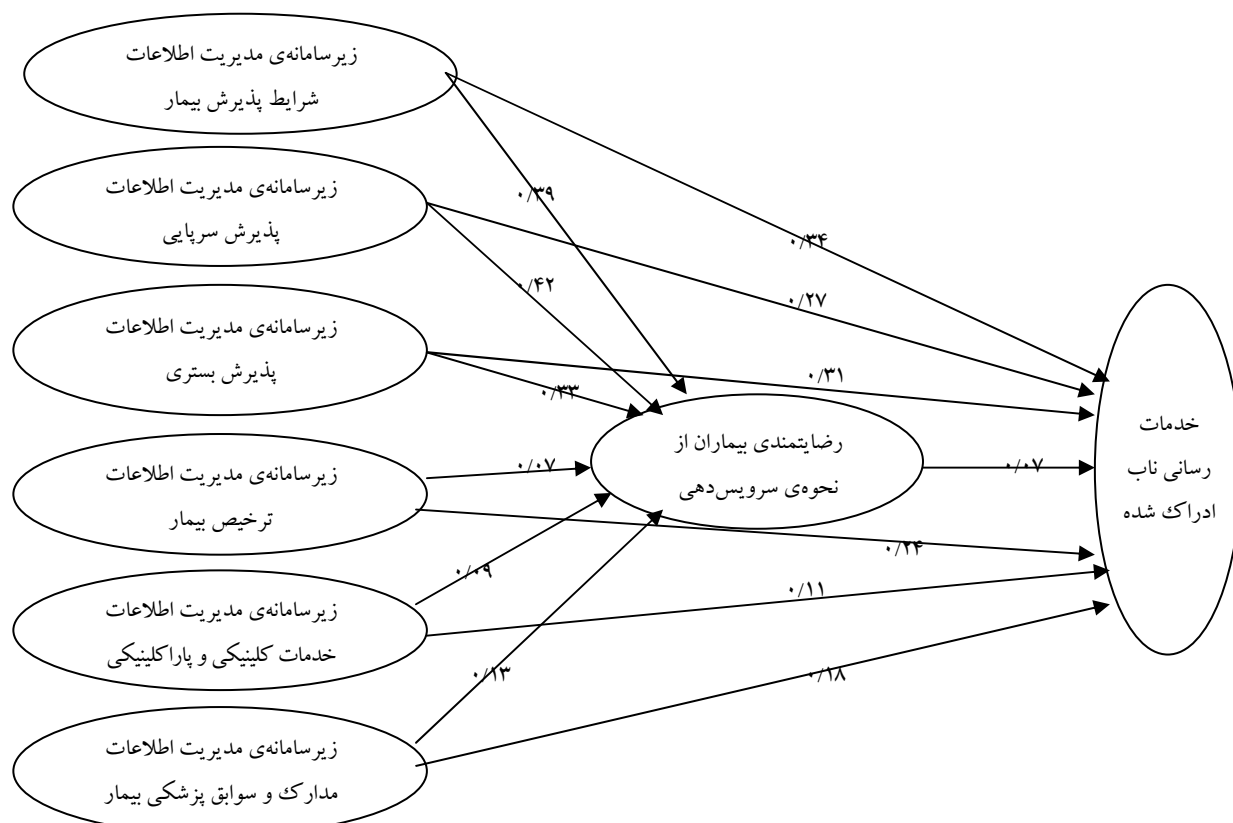 زیرسامانه‌ی مدیریت اطلاعات
شرایط پذیرش بیمار
زیرسامانه‌ی مدیریت اطلاعات
پذیرش سرپایی
۰/۳۹
۰/۳۴
۰/۴۲
۰/۲۷
زیرسامانه‌ی مدیریت اطلاعات
پذیرش بستری
۰/۳۱
۰/۳۳
رضایتمندی بیماران از
نحوه‌ی سرویس‌دهی
خدمات
رسانی ناب
ادراک شده
زیرسامانه‌ی مدیریت اطلاعات
ترخیص بیمار
۰/۰۷
۰/۰۷
۰/۲۴
زیرسامانه‌ی مدیریت اطلاعات
خدمات کلینیکی و پاراکلینیکی
۰/۰۹
۰/۱۱
۰/۱۳
۰/۱۸
زیرسامانه‌ی مدیریت اطلاعات
مدارک و سوابق پزشکی بیمار